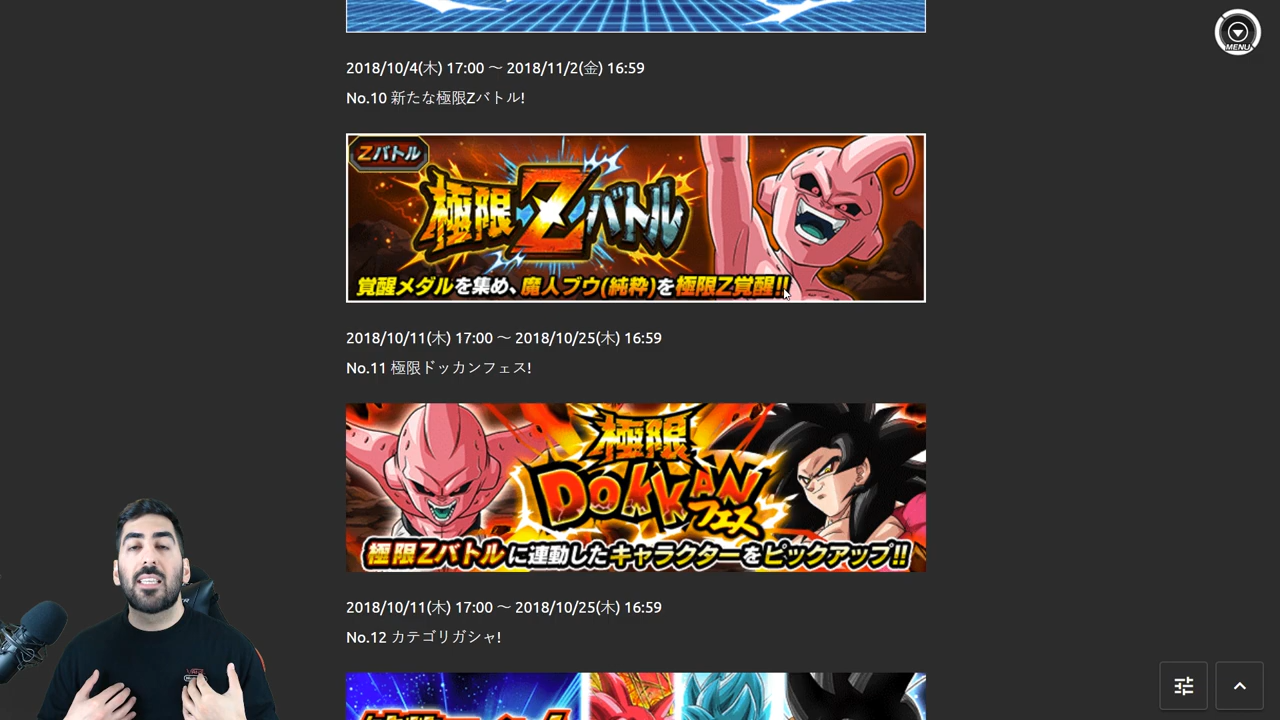 MENU
2018/10/4(木) 17:00 ～ 2018/11/2(金) 16:59
No.10 新たな極限Zバトル!
Zバトル
極限Zバトル
覚醒メダルを集め、魔人ブウ(純粋)を極限Z覚醒!!
2018/10/11(木) 17:00 ～ 2018/10/25(木) 16:59
No.11 極限ドッカンフェス!
極限
DOKKAN
フェス
極限Zバトルに連動したキャラクターをピックアップ!!
2018/10/11(木) 17:00 ～ 2018/10/25(木) 16:59
No.12 カテゴリガシャ!
VANS